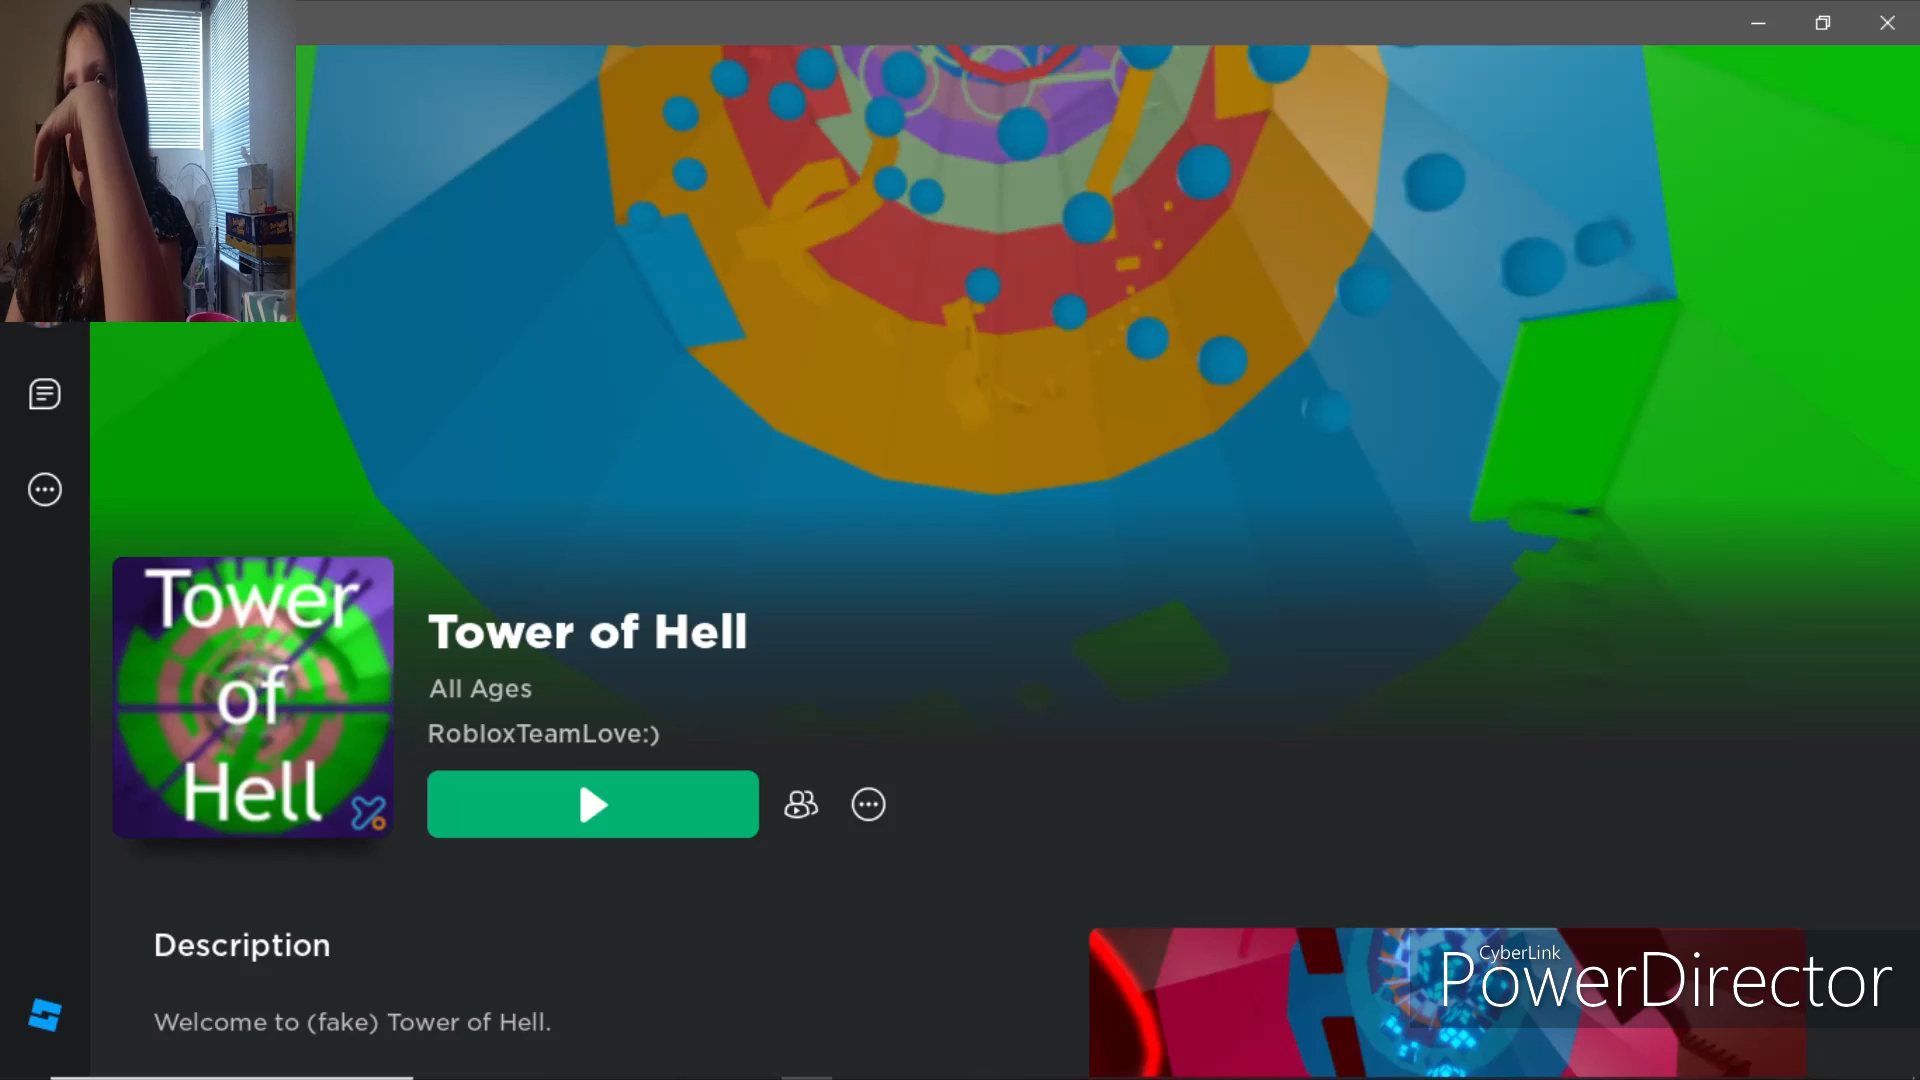 Tower
of
Hell
Tower of Hell
All Ages
RobloxTeamLove:)
Description
Welcome to (fake) Tower of Hell.
CyberLink
PowerDirector